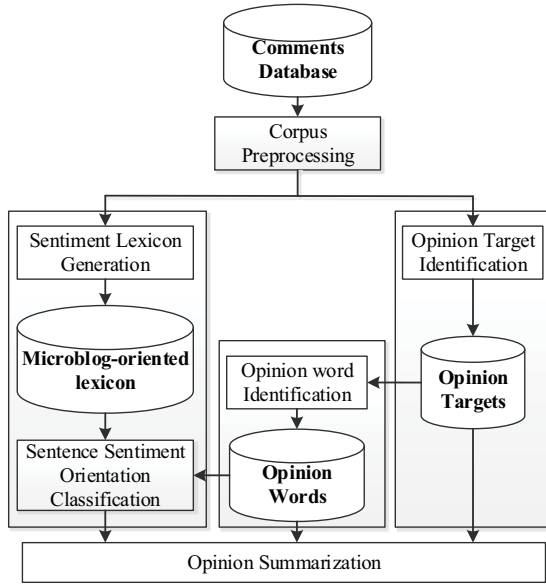 Comments
Database
Corpus
Preprocessing
Sentiment Lexicon
Generation
Opinion Target
Identification
Microblog-oriented
lexicon
Opinion word
Identification
Opinion
Targets
Sentence Sentiment
Orientation
Classification
Opinion
Words
Opinion Summarization